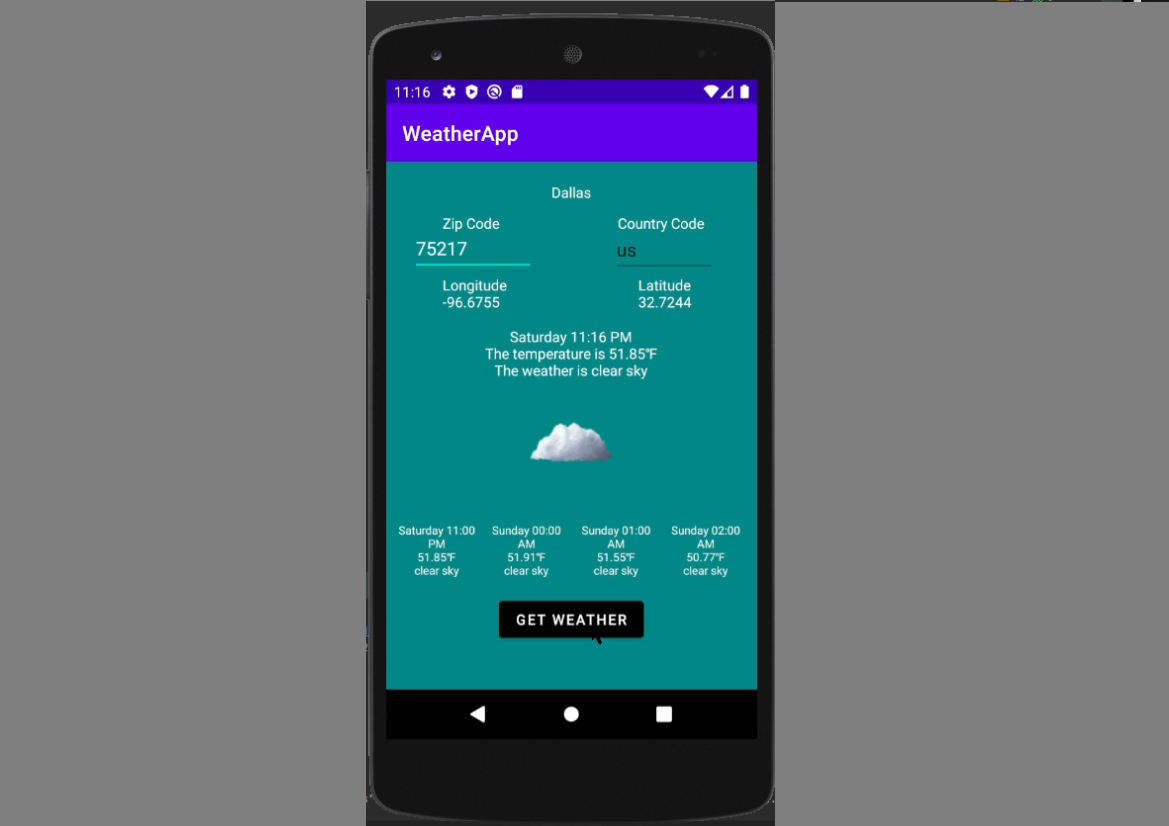 11:16
WeatherApp
Dallas
Zip Code
Country Code
75217
us
Longitude
-96.6755
Latitude
32.7244
Saturday 11:16 PM
The temperature is 51.85°F
The weather is clear sky
Saturday 11:00
PM
51.85°F
clear sky
Sunday 00:00
AM
51.91°F
clear sky
Sunday 01:00
AM
51.55°F
clear sky
Sunday 02:00
AM
50.77°F
clear sky
GET WEATHER